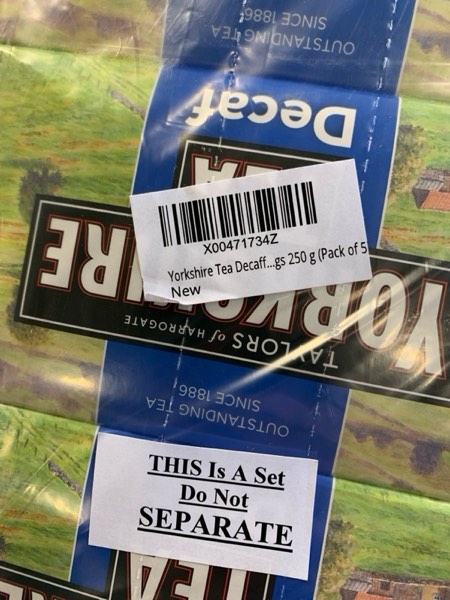 OUTSTANDING TEA
SINCE 1886
Decaf
TEA
X00471734Z
Yorkshire Tea Decaff...gs 250 g (Pack of 5
New
YORKSHIRE
TAYLORS of HARROGATE
OUTSTANDING TEA
SINCE 1886
THIS Is A Set
Do Not
SEPARATE
TEA